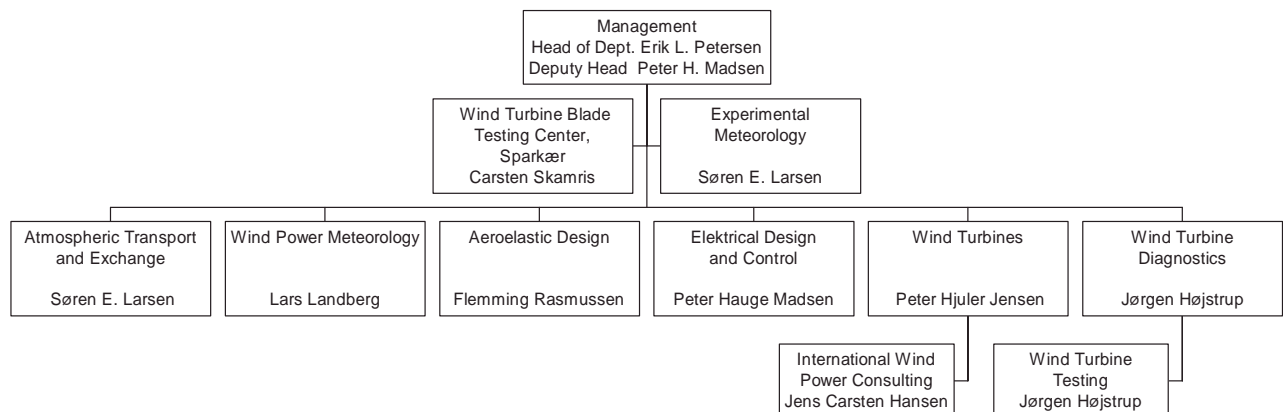 Management
Head of Dept. Erik L. Petersen
Deputy Head Peter H. Madsen
Wind Turbine Blade
Testing Center,
Sparkær
Carsten Skamris
Experimental
Meteorology
Søren E. Larsen
Atmospheric Transport
and Exchange
Søren E. Larsen
Wind Power Meteorology
Lars Landberg
Aeroelastic Design
Flemming Rasmussen
Elektrical Design
and Control
Peter Hauge Madsen
Wind Turbines
Peter Hjuler Jensen
Wind Turbine
Diagnostics
Jørgen Højstrup
International Wind
Power Consulting
Jens Carsten Hansen
Wind Turbine
Testing
Jørgen Højstrup